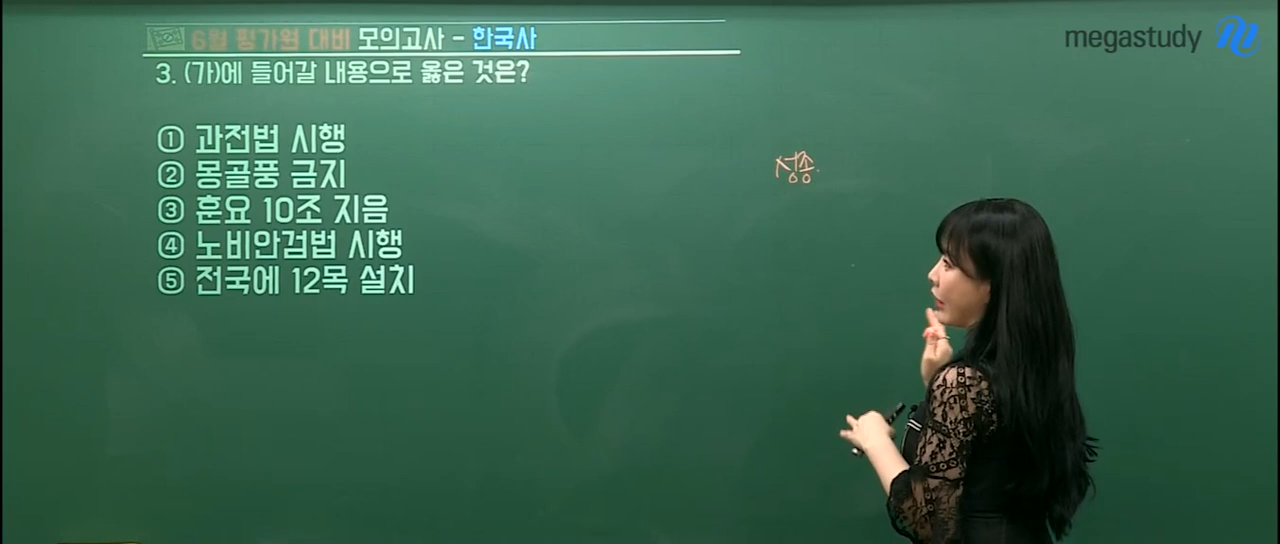 6월 평가원 대비 모의고사 - 한국사
megastudy
3. (가)에 들어갈 내용으로 옳은 것은?
① 과전법 시행
② 몽골풍 금지
③ 훈요 10조 지음
④ 노비안검법 시행
⑤ 전국에 12목 설치
성종